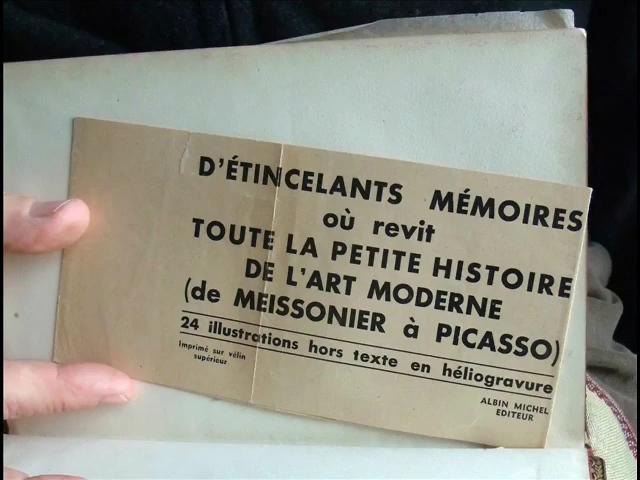 D'ÉTINCELANTS MÉMOIRES
où revit
TOUTE LA PETITE HISTOIRE
DE L'ART MODERNE
(de MEISSONIER à PICASSO)
24 illustrations hors texte en héliogravure
Imprimé sur vélin
supérieur
ALBIN MICHEL
EDITEUR